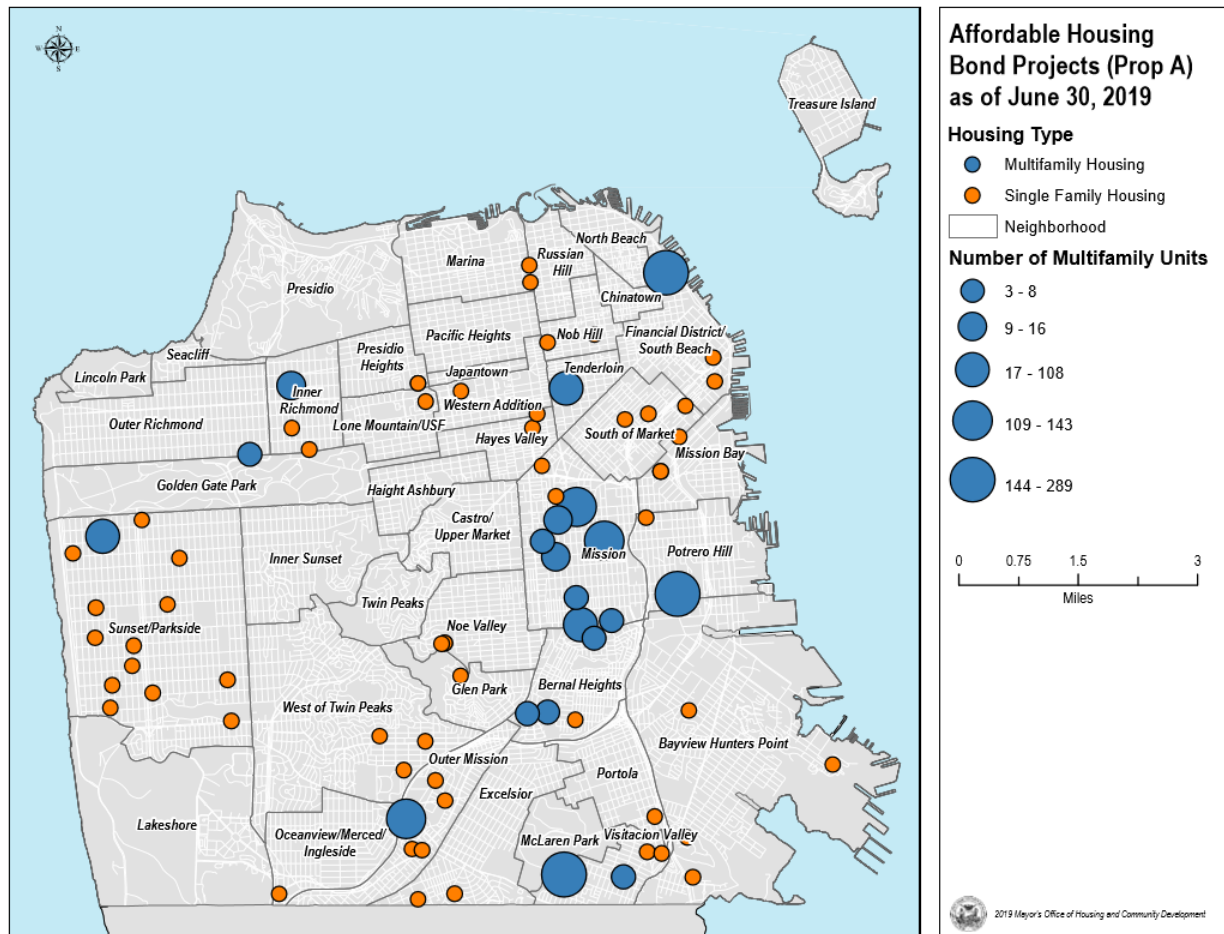 N
W
E
S
Treasure Island
North Beach
Russian
Hill
Marina
Presidio
Chinatown
Nob Hill
Financial District/
South Beach
Pacific Heights
Seacliff
Presidio
Heights
Tenderloin
Lincoln Park
Japantown
Inner
Richmond
Western Addition
Outer Richmond
Lone Mountain/USF
South of Market
Hayes Valley
Mission Bay
Golden Gate Park
Haight Ashbury
Castro/
Upper Market
Inner Sunset
Mission
Potrero Hill
Twin Peaks
Sunset/Parkside
Noe Valley
Glen Park
Bernal Heights
West of Twin Peaks
Bayview Hunters Point
Outer Mission
Portola
Excelsior
Lakeshore
Oceanview/Merced/
Ingleside
McLaren Park
Visitacion Valley
Affordable Housing
Bond Projects (Prop A)
as of June 30, 2019
Housing Type
Multifamily Housing
Single Family Housing
Neighborhood
Number of Multifamily Units
3 - 8
9 - 16
17 - 108
109 - 143
144 - 289
0 0.75 1.5 3
Miles
2019 Mayor's Office of Housing and Community Development